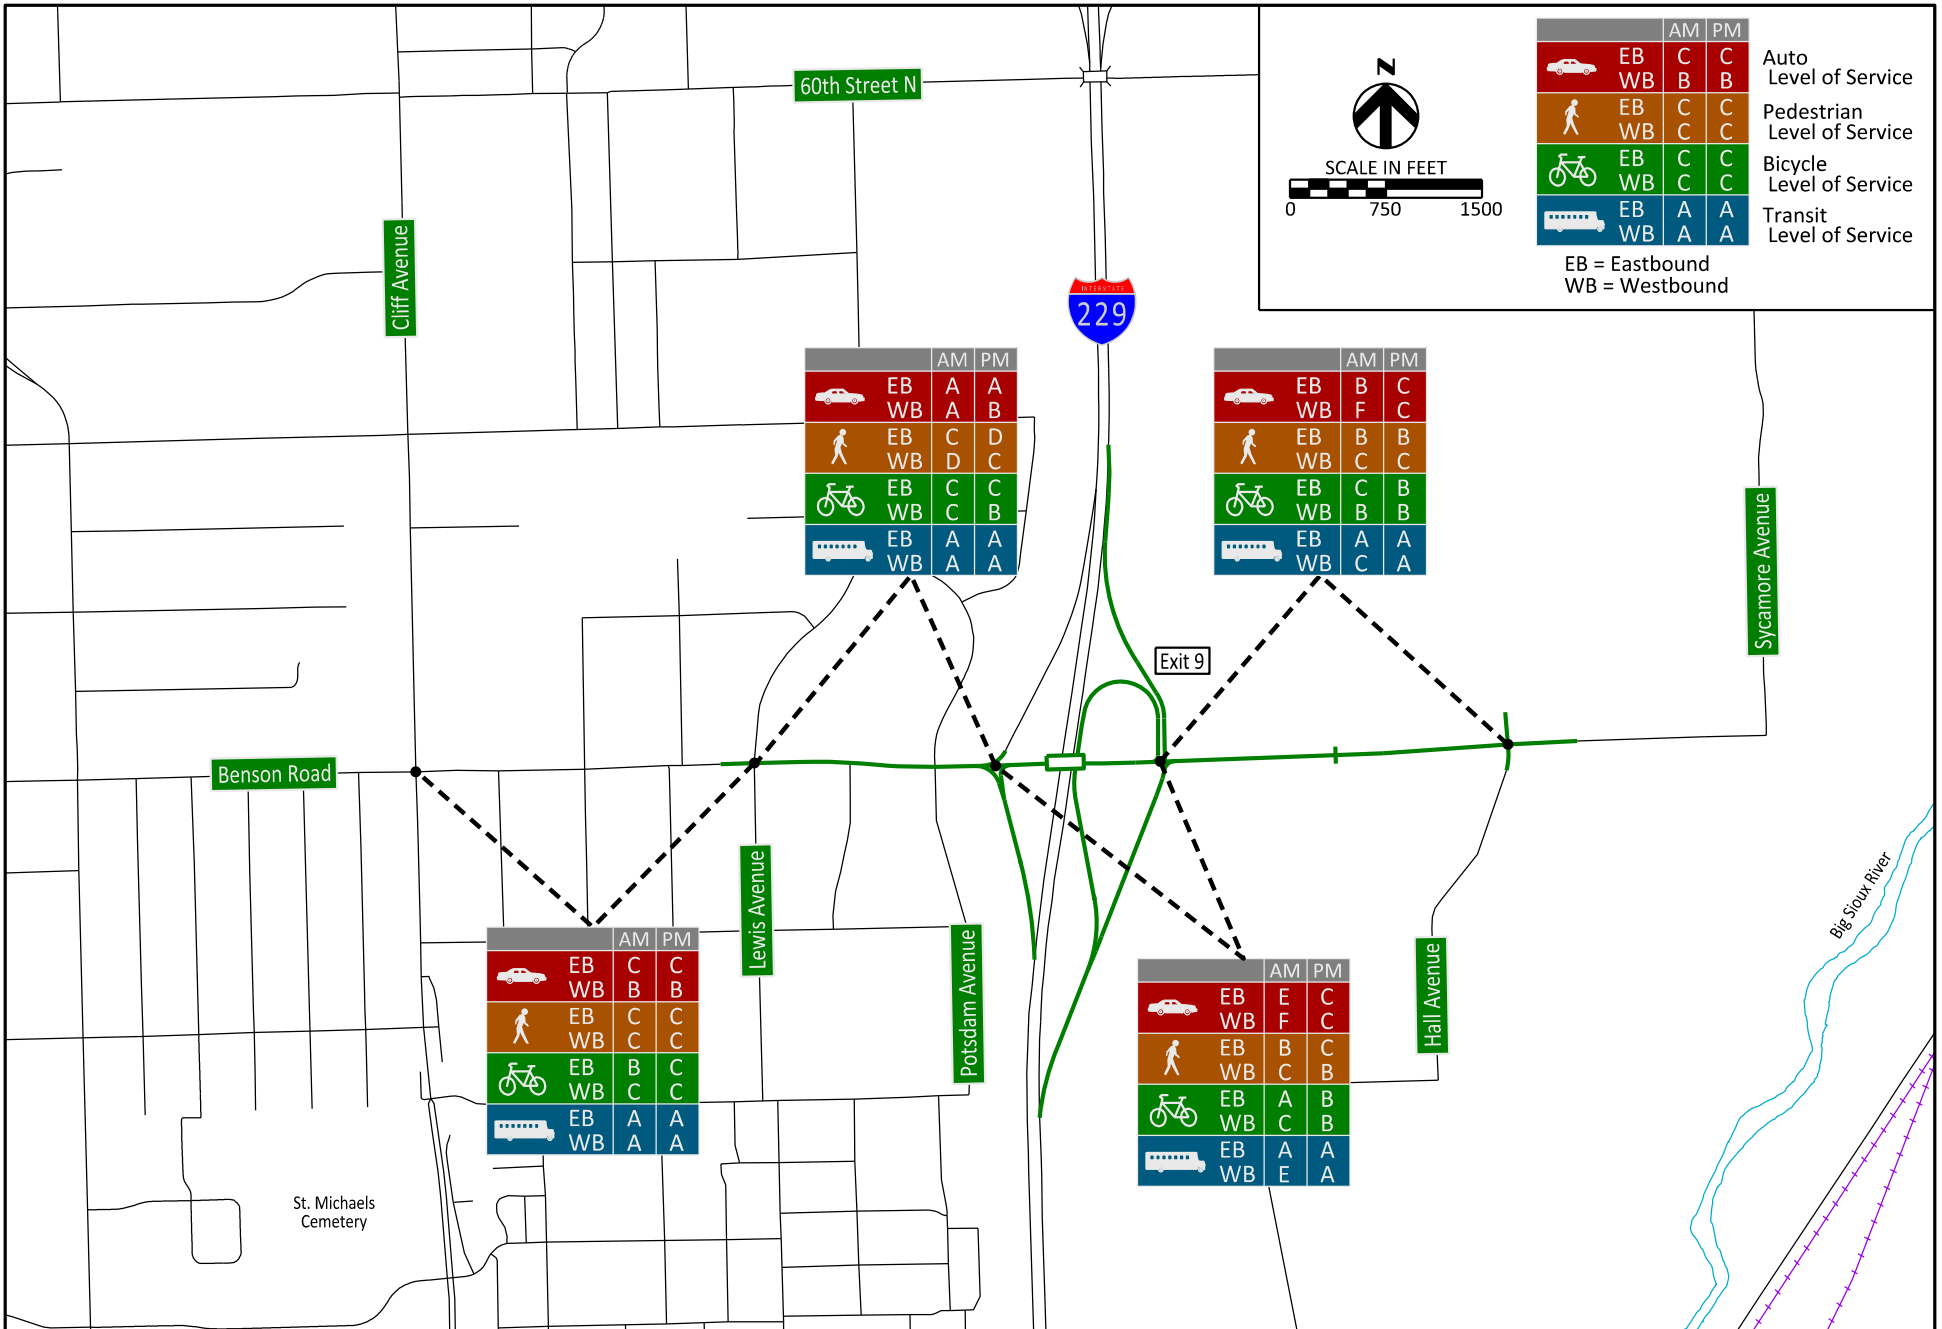 60th Street N
Cliff Avenue
INTERSTATE
229
N
SCALE IN FEET
0 750 1500
AM PM
EB C C
WB B B
EB C C
WB C C
EB C C
WB C C
EB A A
WB A A
Auto
Level of Service
Pedestrian
Level of Service
Bicycle
Level of Service
Transit
Level of Service
EB = Eastbound
WB = Westbound
AM PM
EB A A
WB A B
EB C D
WB D C
EB C C
WB C B
EB A A
WB A A
AM PM
EB B C
WB F C
EB B B
WB C C
EB C B
WB B B
EB A A
WB C A
Sycamore Avenue
Exit 9
Benson Road
Lewis Avenue
Potsdam Avenue
Hall Avenue
Big Sioux River
AM PM
EB C C
WB B B
EB C C
WB C C
EB B C
WB C C
EB A A
WB A A
AM PM
EB E C
WB F C
EB B C
WB C B
EB A B
WB C B
EB A A
WB E A
St. Michaels
Cemetery